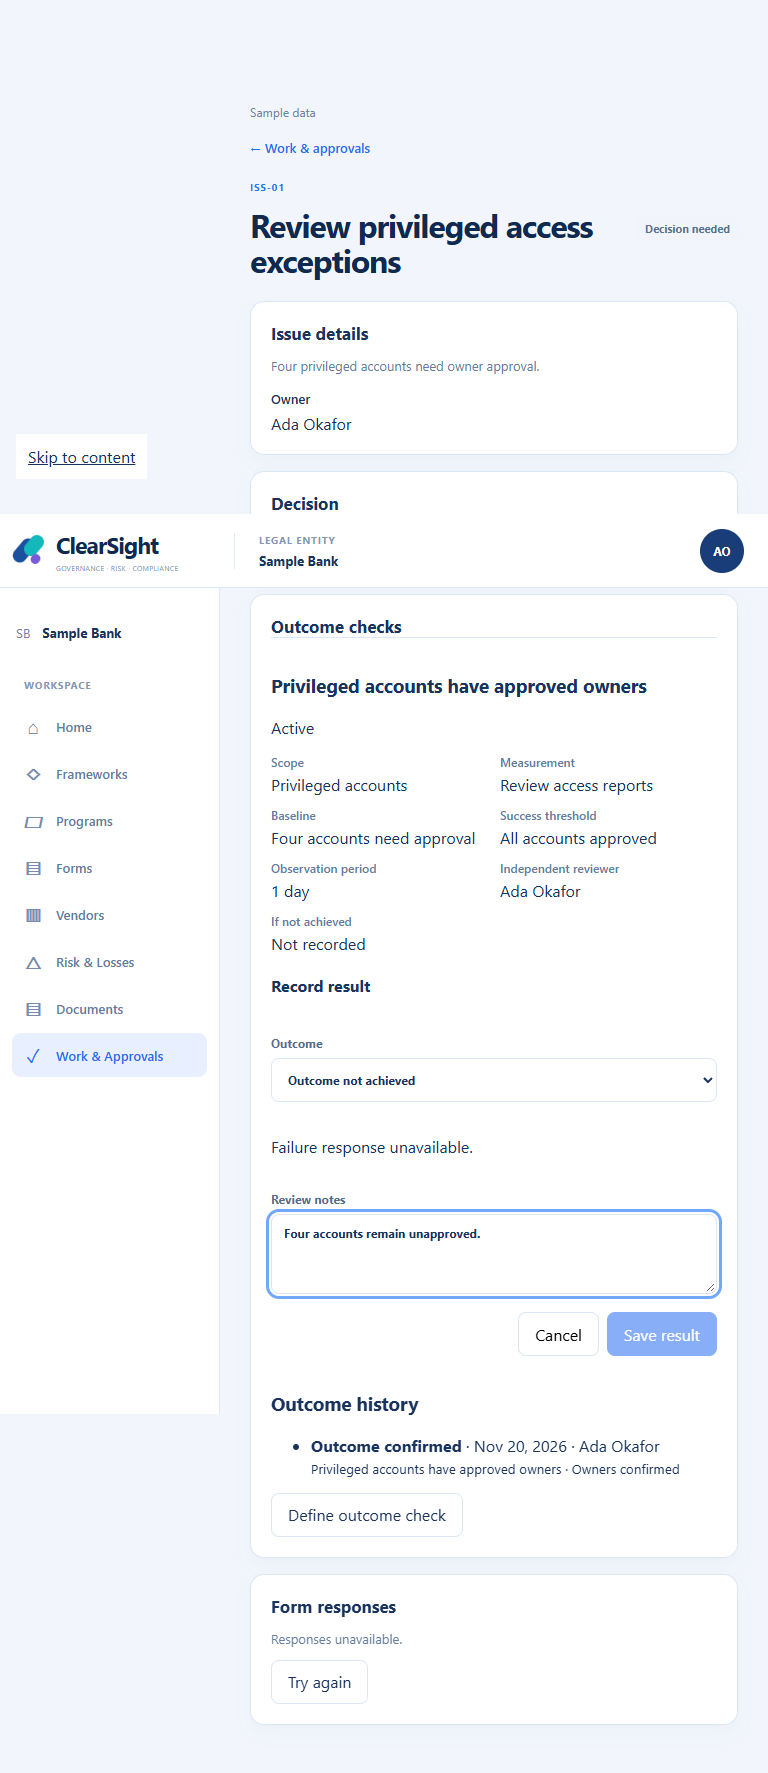 Sample data
← Work & approvals
ISS-01
Review privileged access exceptions
Decision needed
Issue details
Four privileged accounts need owner approval.
Owner
Ada Okafor
Skip to content
Decision
ClearSight
GOVERNANCE · RISK · COMPLIANCE
LEGAL ENTITY
Sample Bank
AO
SB Sample Bank
WORKSPACE
Home
Frameworks
Programs
Forms
Vendors
Risk & Losses
Documents
Work & Approvals
Outcome checks
Privileged accounts have approved owners
Active
Scope
Privileged accounts
Measurement
Review access reports
Baseline
Four accounts need approval
Success threshold
All accounts approved
Observation period
1 day
Independent reviewer
Ada Okafor
If not achieved
Not recorded
Record result
Outcome
Outcome not achieved
Failure response unavailable.
Review notes
Four accounts remain unapproved.
Cancel
Save result
Outcome history
• Outcome confirmed · Nov 20, 2026 · Ada Okafor
Privileged accounts have approved owners · Owners confirmed
Define outcome check
Form responses
Responses unavailable.
Try again